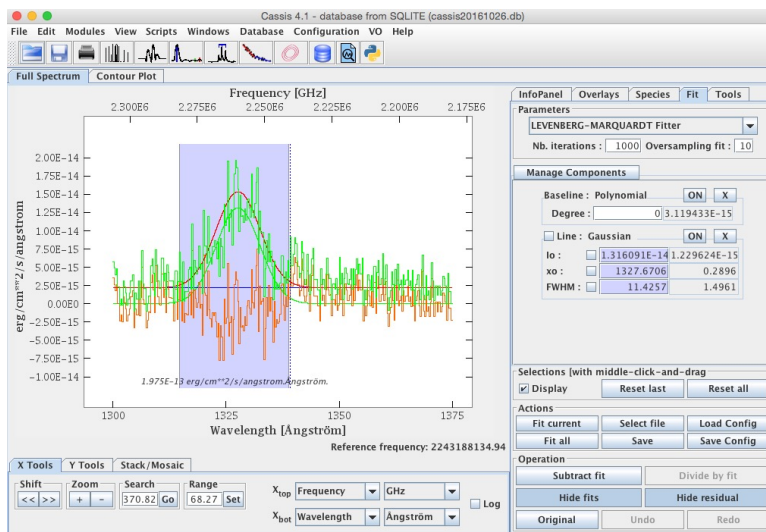 Cassis 4.1 - database from SQLITE (cassis20161026.db)
File Edit Modules View Scripts Windows Database Configuration VO Help
Full Spectrum Contour Plot
Frequency [GHz]
2.300E6 2.275E6 2.250E6 2.225E6 2.200E6 2.175E6
2.00E-14
1.75E-14
1.50E-14
1.25E-14
1.00E-14
7.50E-15
5.00E-15
2.50E-15
0.00E0
-2.50E-15
-5.00E-15
-7.50E-15
-1.00E-14
erg/cm**2/s/angstrom
1.975E-13 erg/cm**2/s/angstrom.Ångström.
1300 1325 1350 1375
Wavelength [Ångström]
Reference frequency: 2243188134.94
X Tools Y Tools Stack/Mosaic
Shift Zoom Search Range
<< >> + - 370.82 Go 68.27 Set
Xtop Frequency GHz
Xbot Wavelength Ångström
Log
InfoPanel Overlays Species Fit Tools
Parameters
LEVENBERG-MARQUARDT Fitter
Nb. iterations : 1000 Oversampling fit : 10
Manage Components
Baseline : Polynomial ON X
Degree : 0 3.119433E-15
Line : Gaussian ON X
Io : 1.316091E-14 1.229624E-15
xo : 1327.6706 0.2896
FWHM : 11.4257 1.4961
Selections [with middle-click-and-drag
Display Reset last Reset all
Actions
Fit current Select file Load Config
Fit all Save Save Config
Operation
Subtract fit Divide by fit
Hide fits Hide residual
Original Undo Redo